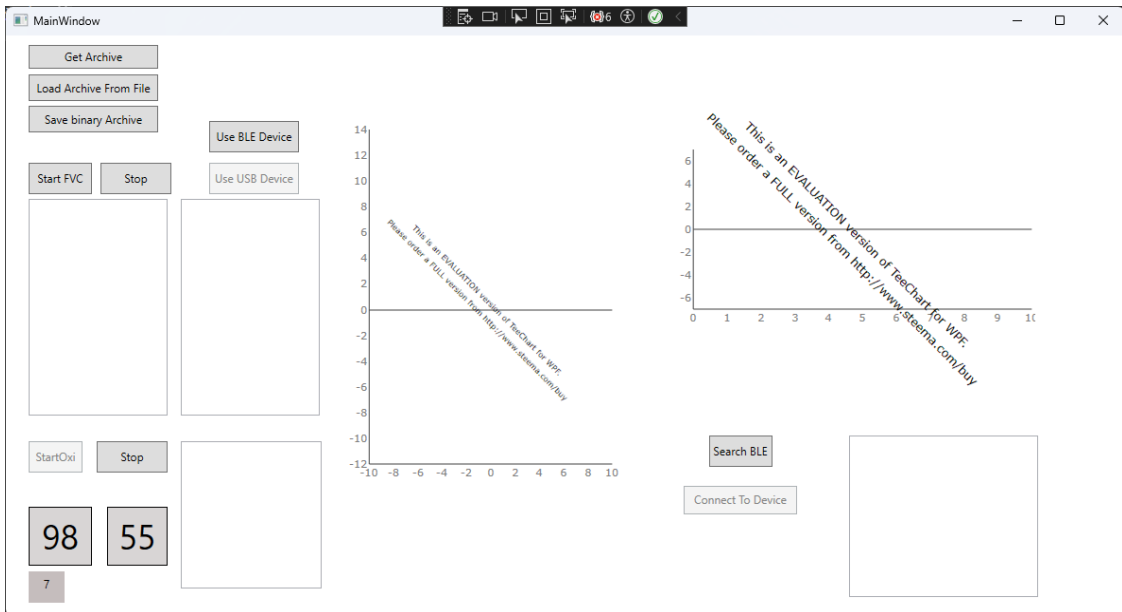 MainWindow
6
Get Archive
Load Archive From File
Save binary Archive
Use BLE Device
Start FVC
Stop
Use USB Device
14
12
10
8
6
4
2
0
-2
-4
-6
-8
-10
-12
-10 -8 -6 -4 -2 0 2 4 6 8 10
This is an EVALUATION version of TeeChart for WPF.
Please order a FULL version from http://www.steema.com/buy
6
4
2
0
-2
-4
-6
0 1 2 3 4 5 6 7 8 9 10
This is an EVALUATION version of TeeChart for WPF.
Please order a FULL version from http://www.steema.com/buy
StartOxi
Stop
Search BLE
Connect To Device
98
55
7